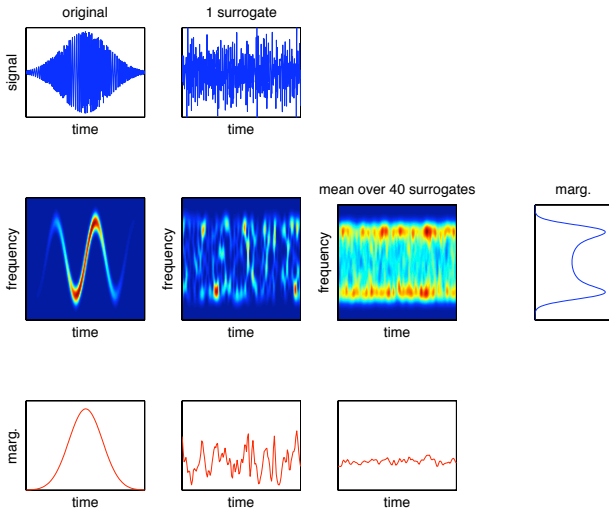 original
1 surrogate
signal
time
time
mean over 40 surrogates
marg.
frequency
frequency
frequency
time
time
time
marg.
time
time
time